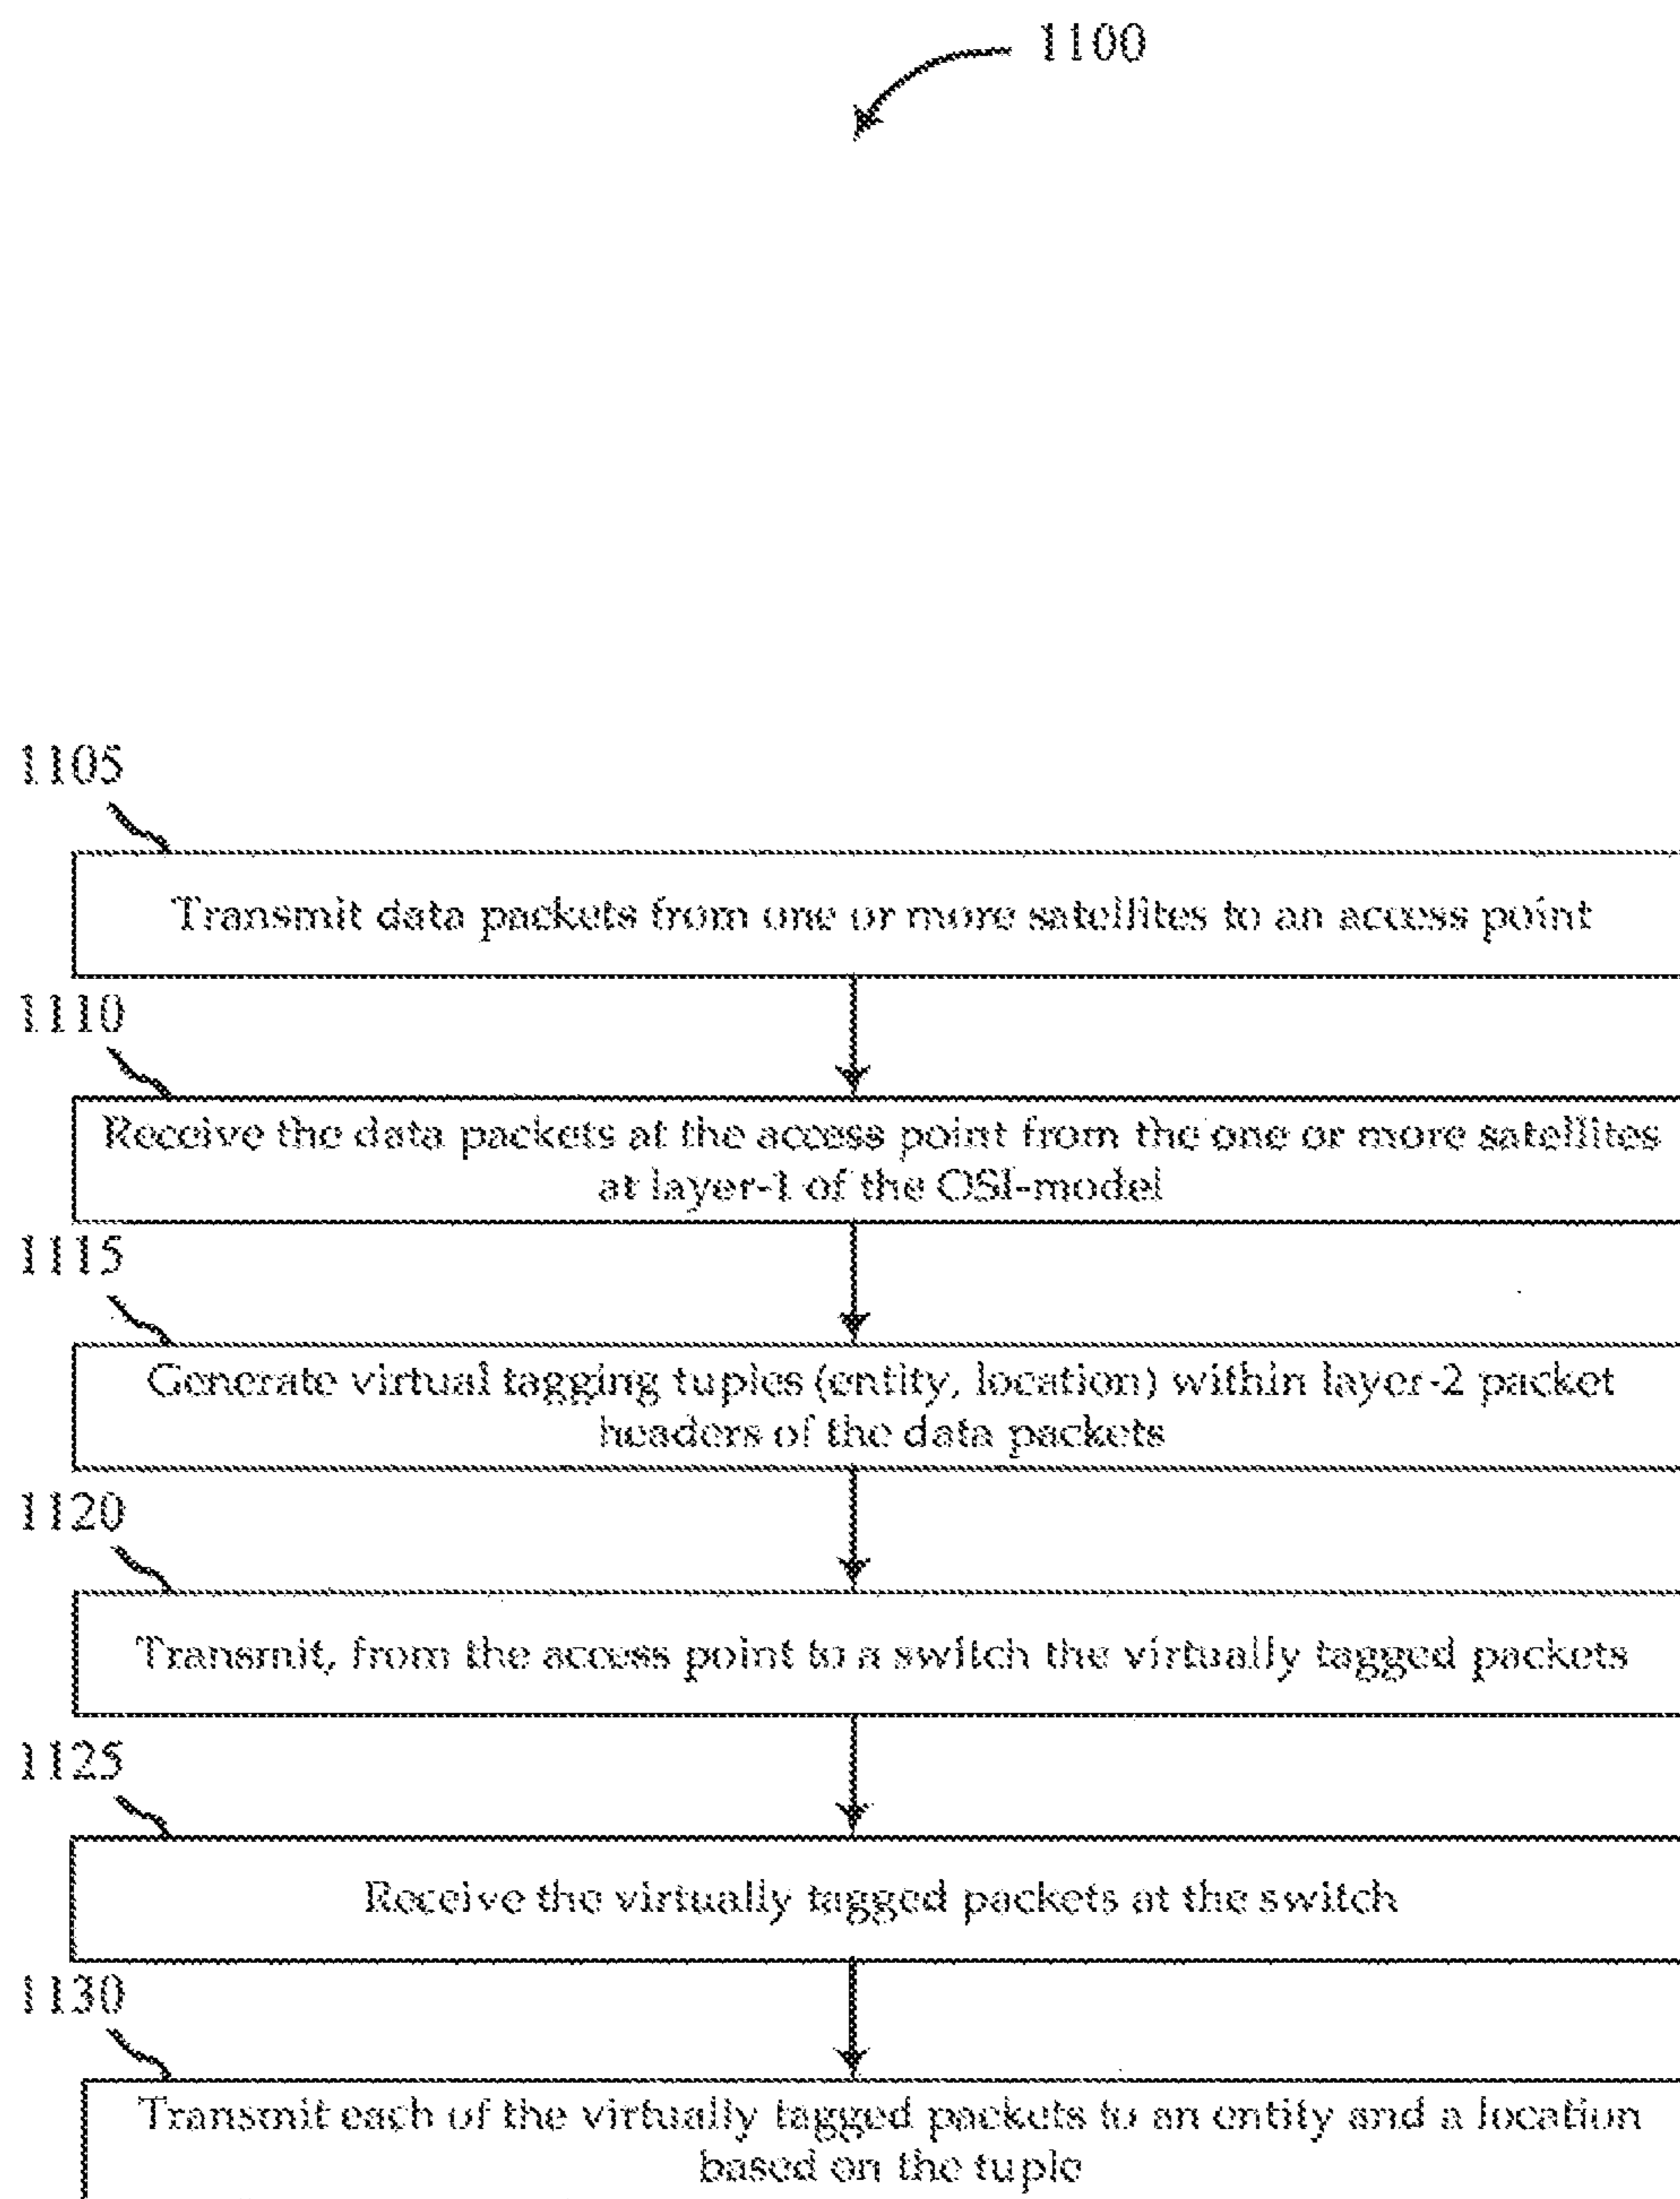 1100
1105
Transmit data packets from one or more satellites to an access point
1110
Receive the data packets at the access point from the one or more satellites
at layer-1 of the OSI-model
1115
Generate virtual tagging tuples (entity, location) within layer-2 packet
headers of the data packets
1120
Transmit, from the access point to a switch the virtually tagged packets
1125
Receive the virtually tagged packets at the switch
1130
Transmit each of the virtually tagged packets to an entity and a location
based on the tuple